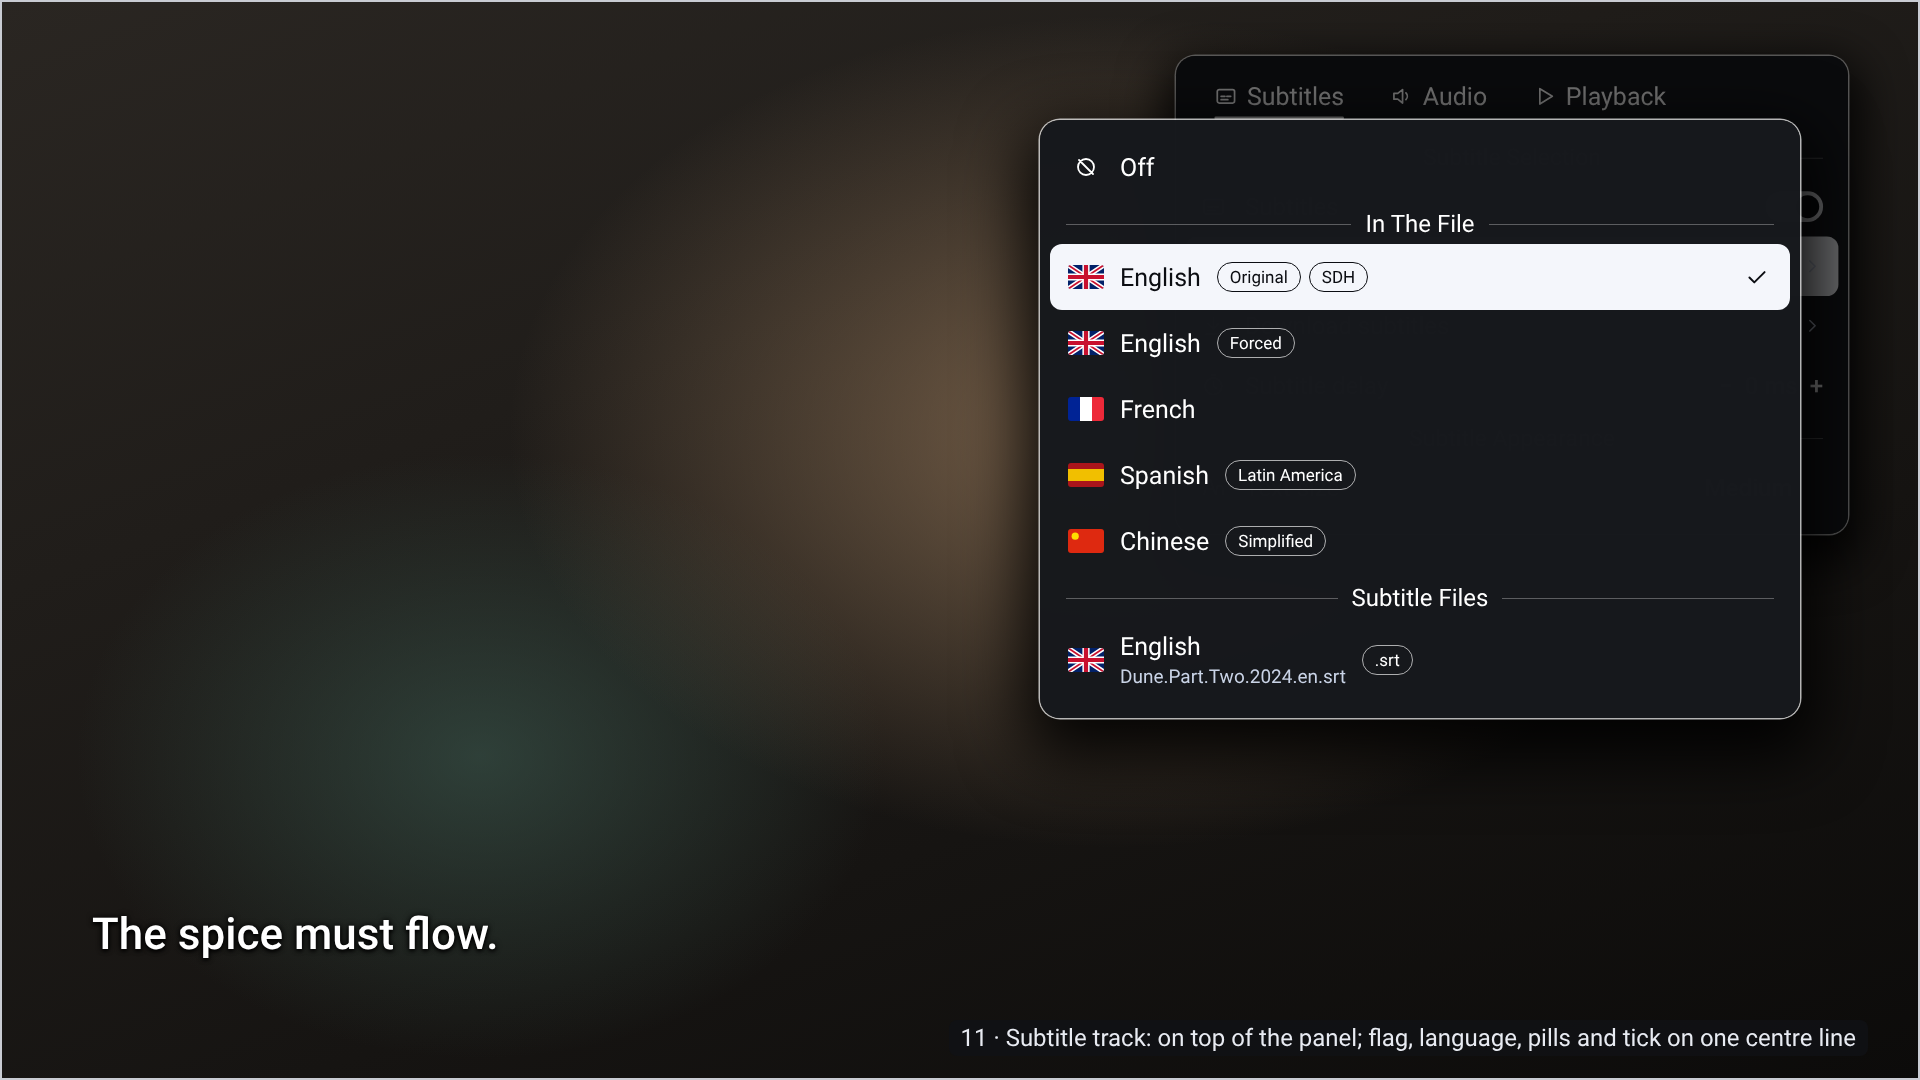 Subtitles Audio Playback
Off
In The File
English Original SDH
English Forced
French
Spanish Latin America
Chinese Simplified
Subtitle Files
English
Dune.Part.Two.2024.en.srt .srt
The spice must flow.
11 · Subtitle track: on top of the panel; flag, language, pills and tick on one centre line